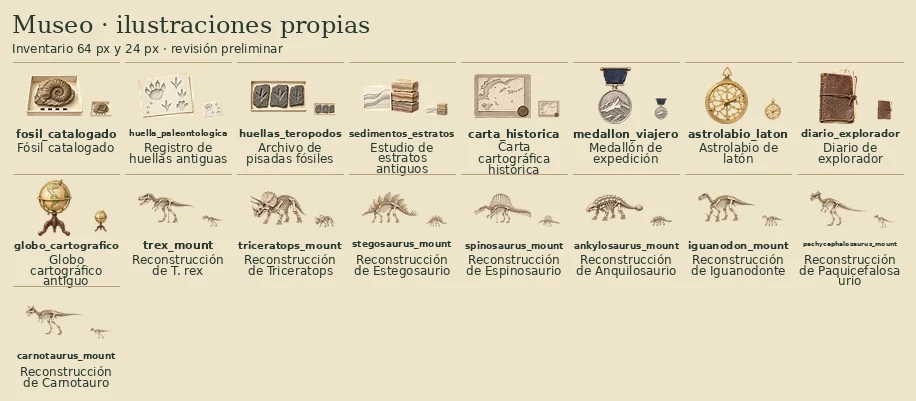 Museo · ilustraciones propias
Inventario 64 px y 24 px · revisión preliminar
fosil_catalogado
Fósil catalogado
huella_paleontologica
Registro de
huellas antiguas
huellas_teropodos
Archivo de
pisadas fósiles
sedimentos_estratos
Estudio de
estratos
antiguos
carta_historica
Carta
cartográfica
histórica
medallon_viajero
Medallón de
expedición
astrolabio_laton
Astrolabio de
latón
diario_explorador
Diario de
explorador
globo_cartografico
Globo
cartográfico
antiguo
trex_mount
Reconstrucción
de T. rex
triceratops_mount
Reconstrucción
de Triceratops
stegosaurus_mount
Reconstrucción
de Estegosaurio
spinosaurus_mount
Reconstrucción
de Espinosaurio
ankylosaurus_mount
Reconstrucción
de Anquilosaurio
iguanodon_mount
Reconstrucción
de Iguanodonte
pachycephalosaurus_mount
Reconstrucción
de Paquicefalosa
urio
carnotaurus_mount
Reconstrucción
de Carnotauro